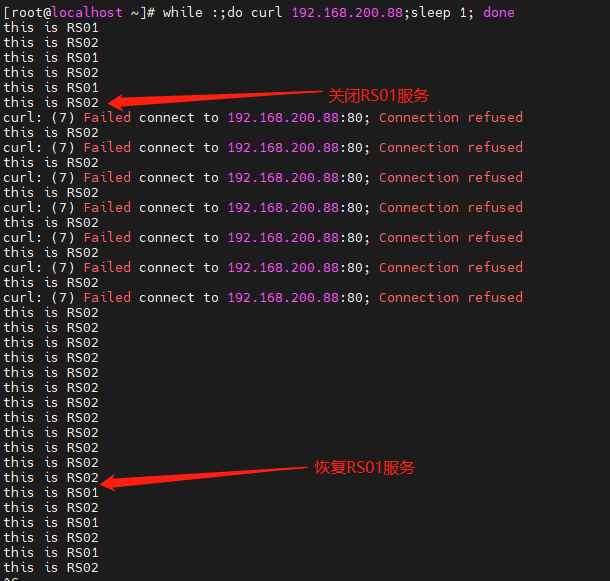 [root@localhost ~]# while :;do curl 192.168.200.88;sleep 1; done
this is RS01
this is RS02
this is RS01
this is RS02
this is RS01
this is RS02 关闭RS01服务
curl: (7) Failed connect to 192.168.200.88:80; Connection refused
this is RS02
curl: (7) Failed connect to 192.168.200.88:80; Connection refused
this is RS02
curl: (7) Failed connect to 192.168.200.88:80; Connection refused
this is RS02
curl: (7) Failed connect to 192.168.200.88:80; Connection refused
this is RS02
curl: (7) Failed connect to 192.168.200.88:80; Connection refused
this is RS02
curl: (7) Failed connect to 192.168.200.88:80; Connection refused
this is RS02
curl: (7) Failed connect to 192.168.200.88:80; Connection refused
this is RS02
this is RS02
this is RS02
this is RS02
this is RS02
this is RS02
this is RS02
this is RS02
this is RS02
this is RS02
this is RS02
this is RS02 恢复RS01服务
this is RS01
this is RS02
this is RS01
this is RS02
this is RS01
this is RS02